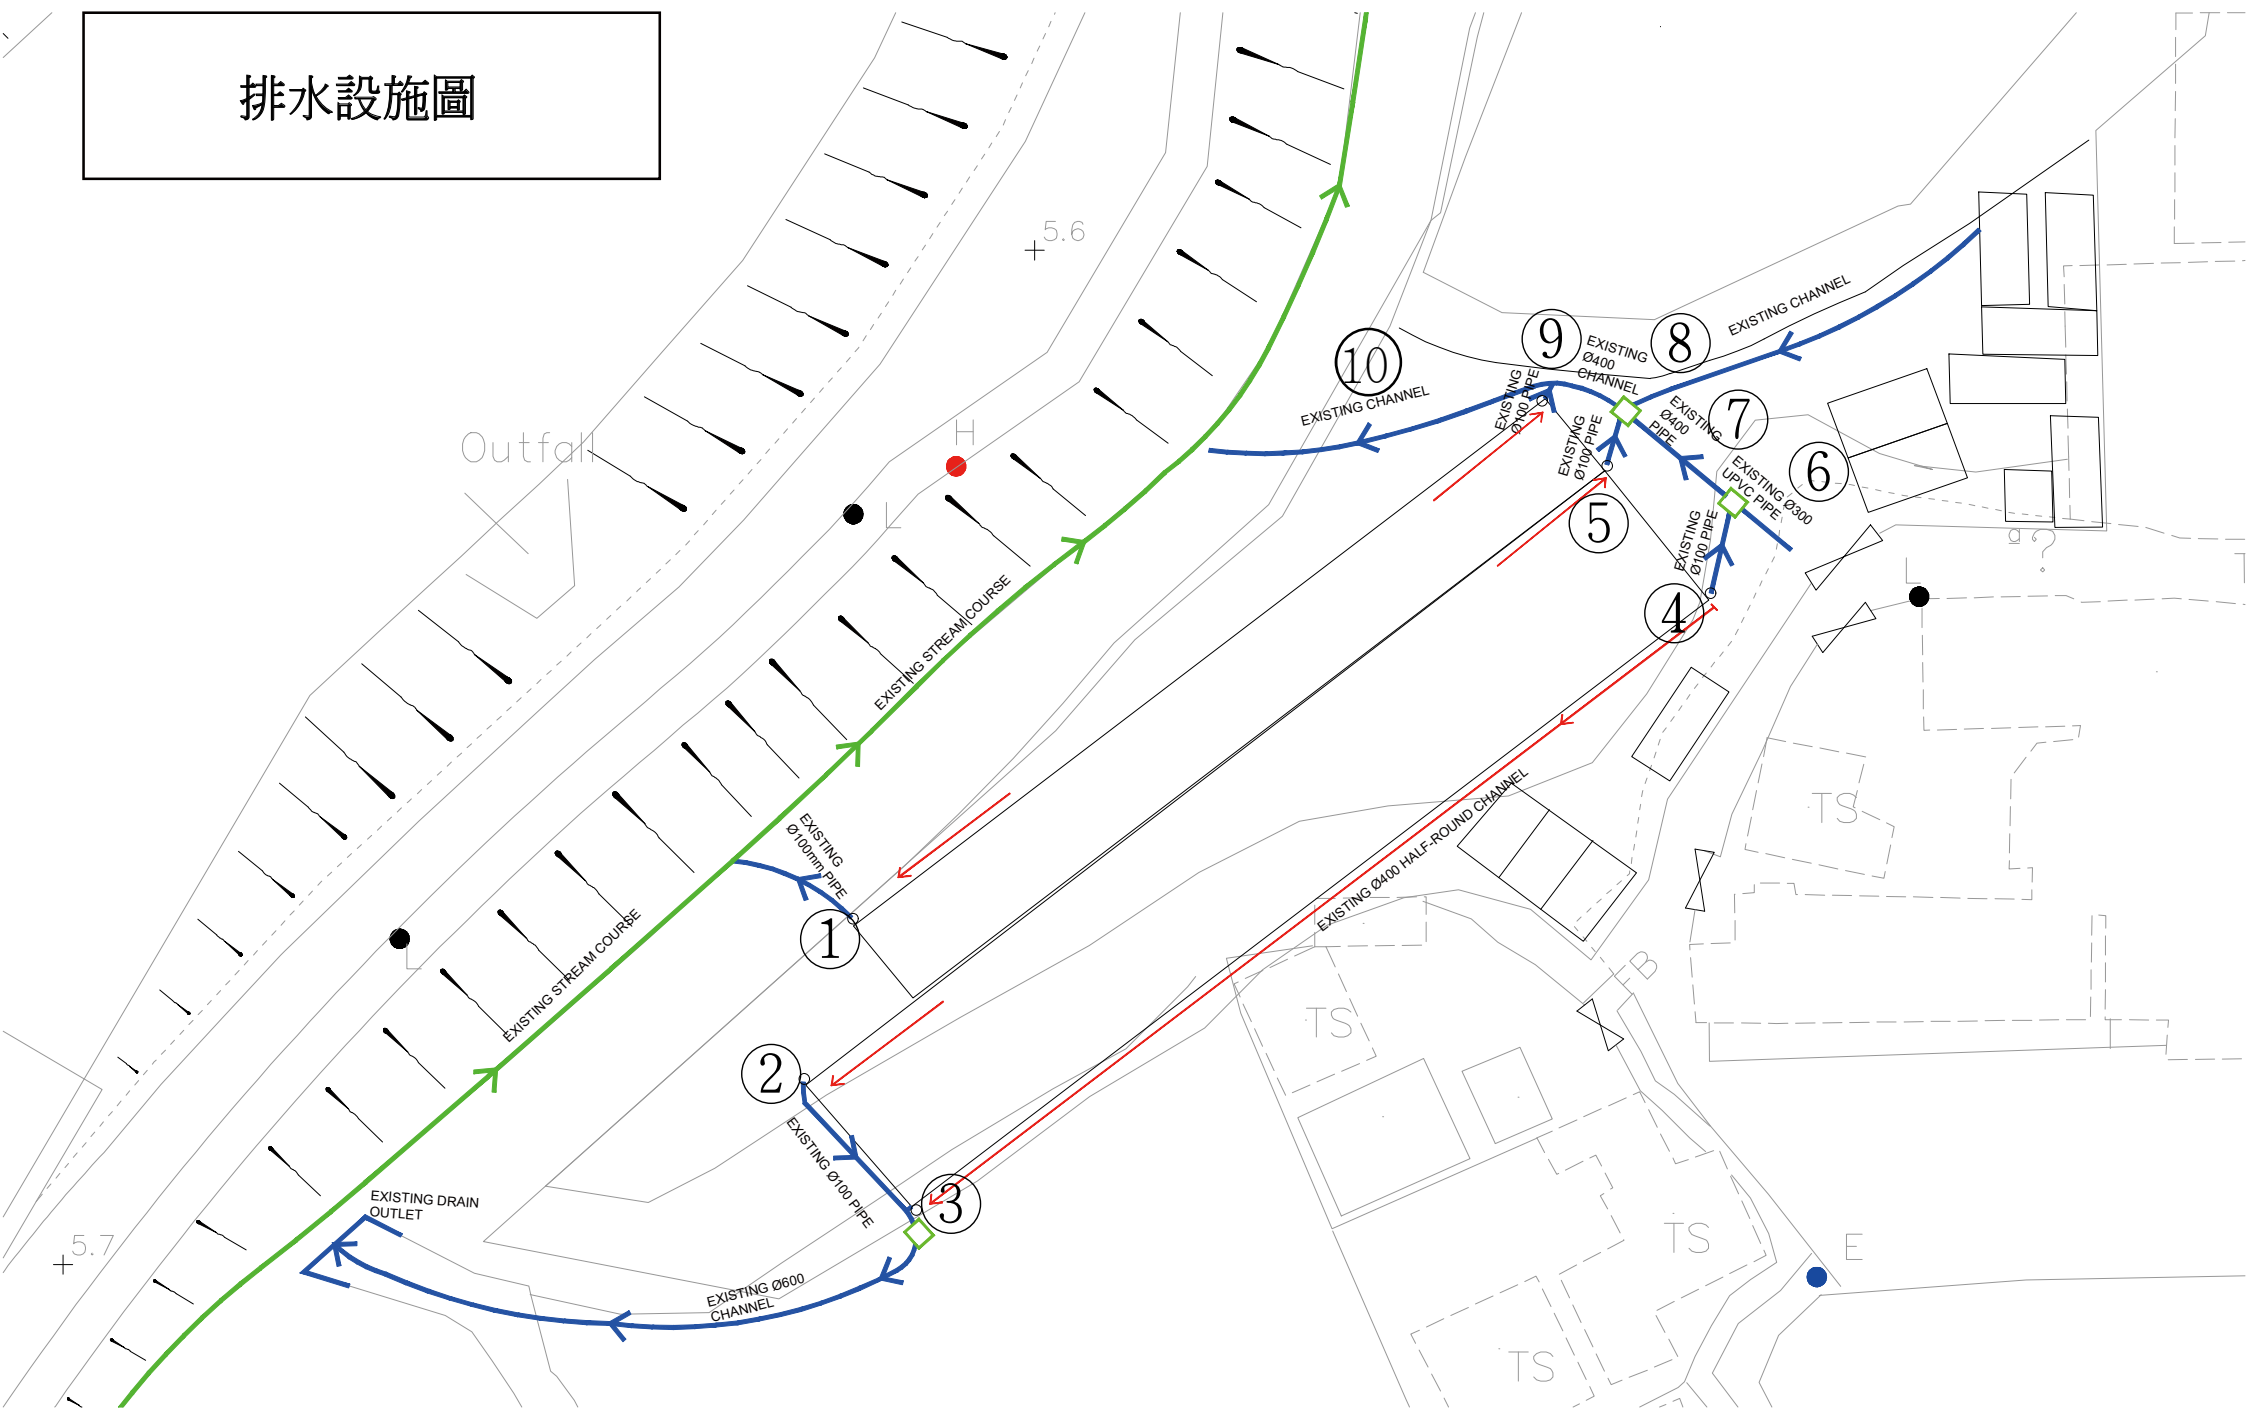 排水設施圖
5.6
EXISTING CHANNEL
⑨
⑧
EXISTING
Ø400
CHANNEL
⑩
EXISTING
Ø100 PIPE
EXISTING CHANNEL
EXISTING
Ø400
PIPE
⑦
Outfall
H
EXISTING
Ø100 PIPE
⑥
EXISTING Ø300
UPVC PIPE
L
⑤
EXISTING
Ø100 PIPE
a ?
L
T
④
EXISTING STREAM COURSE
EXISTING Ø400 HALF-ROUND CHANNEL
TS
EXISTING
Ø100mm PIPE
①
L
EXISTING STREAM COURSE
B
TS
②
EXISTING Ø100 PIPE
③
EXISTING DRAIN
OUTLET
5.7
TS
E
EXISTING Ø600
CHANNEL
TS